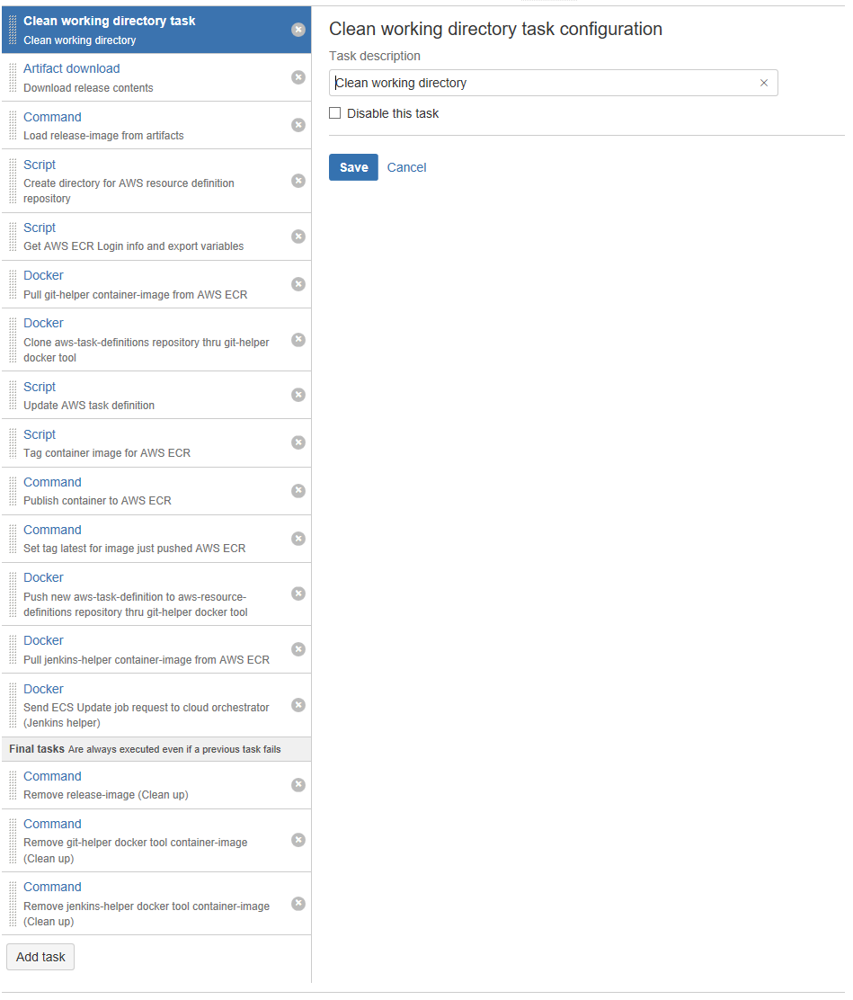 Clean working directory task
Clean working directory
Artifact download
Download release contents
Command
Load release-image from artifacts
Script
Create directory for AWS resource definition
repository
Script
Get AWS ECR Login info and export variables
Docker
Pull git-helper container-image from AWS ECR
Docker
Clone aws-task-definitions repository thru git-helper
docker tool
Script
Update AWS task definition
Script
Tag container image for AWS ECR
Command
Publish container to AWS ECR
Command
Set tag latest for image just pushed AWS ECR
Docker
Push new aws-task-definition to aws-resource-
definitions repository thru git-helper docker tool
Docker
Pull jenkins-helper container-image from AWS ECR
Docker
Send ECS Update job request to cloud orchestrator
(Jenkins helper)
Final tasks Are always executed even if a previous task fails
Command
Remove release-image (Clean up)
Command
Remove git-helper docker tool container-image
(Clean up)
Command
Remove jenkins-helper docker tool container-image
(Clean up)
Add task
Clean working directory task configuration
Task description
Clean working directory
Disable this task
Save Cancel